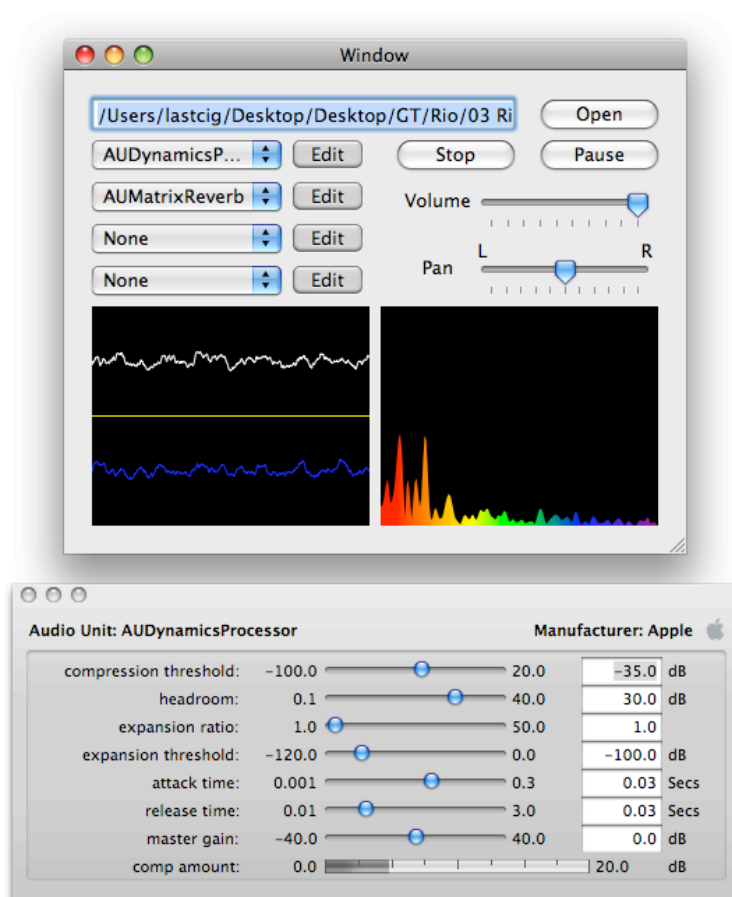 Window
/Users/lastcig/Desktop/Desktop/GT/Rio/03 Ri Open
AUDynamicsP... Edit Stop Pause
AUMatrixReverb Edit Volume
None Edit L R
Pan
None Edit
Audio Unit: AUDynamicsProcessor Manufacturer: Apple
compression threshold: -100.0 20.0 -35.0 dB
headroom: 0.1 40.0 30.0 dB
expansion ratio: 1.0 50.0 1.0
expansion threshold: -120.0 0.0 -100.0 dB
attack time: 0.001 0.3 0.03 Secs
release time: 0.01 3.0 0.03 Secs
master gain: -40.0 40.0 0.0 dB
comp amount: 0.0 20.0 dB